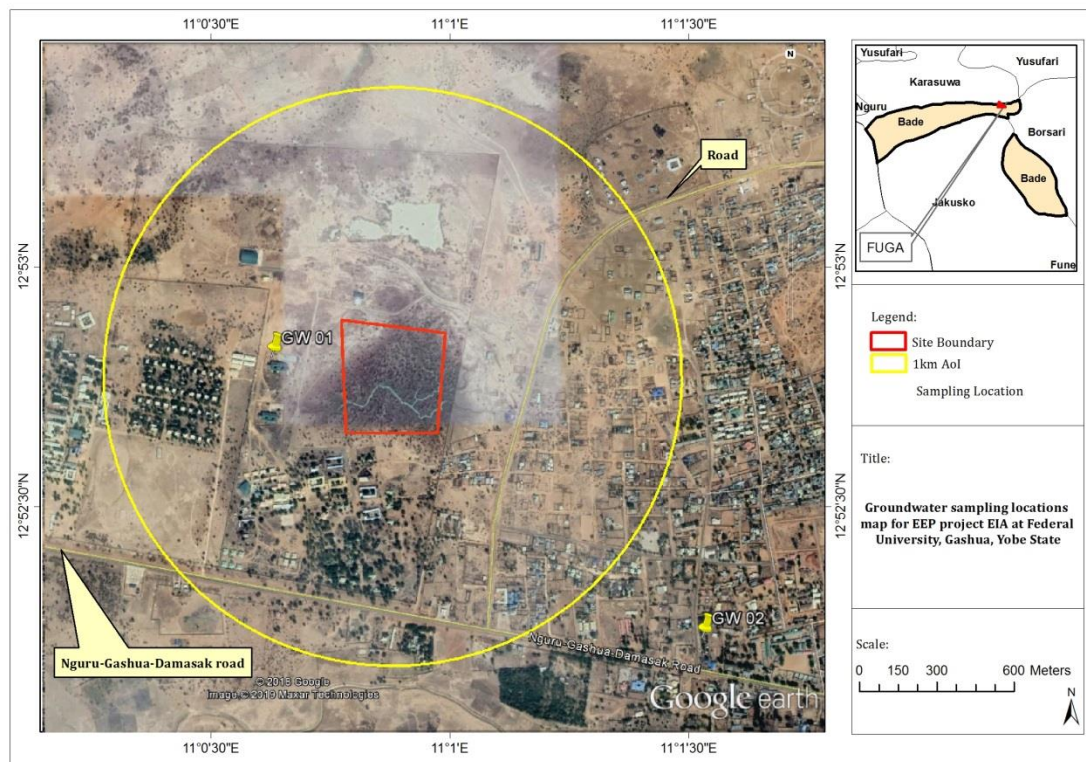 11°0'30"E
11°1'E
11°1'30"E
12°53'N
12°52'30"N
N
Road
GW 01
GW 02
Nguru-Gashua-Damasak road
Nguru-Gashua-Damasak Road
© 2018 Google
Google earth
12°53'N
12°52'30"N
11°0'30"E
11°1'E
11°1'30"E
Yusufari
Yusufari
Karasuwa
Nguru
Bade
Borsari
Bade
Jakusko
FUGA
Fune
Legend:
Site Boundary
1km AoI
Sampling Location
Title:
Groundwater sampling locations
map for EEP project EIA at Federal
University, Gashua, Yobe State
Scale:
0 150 300 600 Meters
N